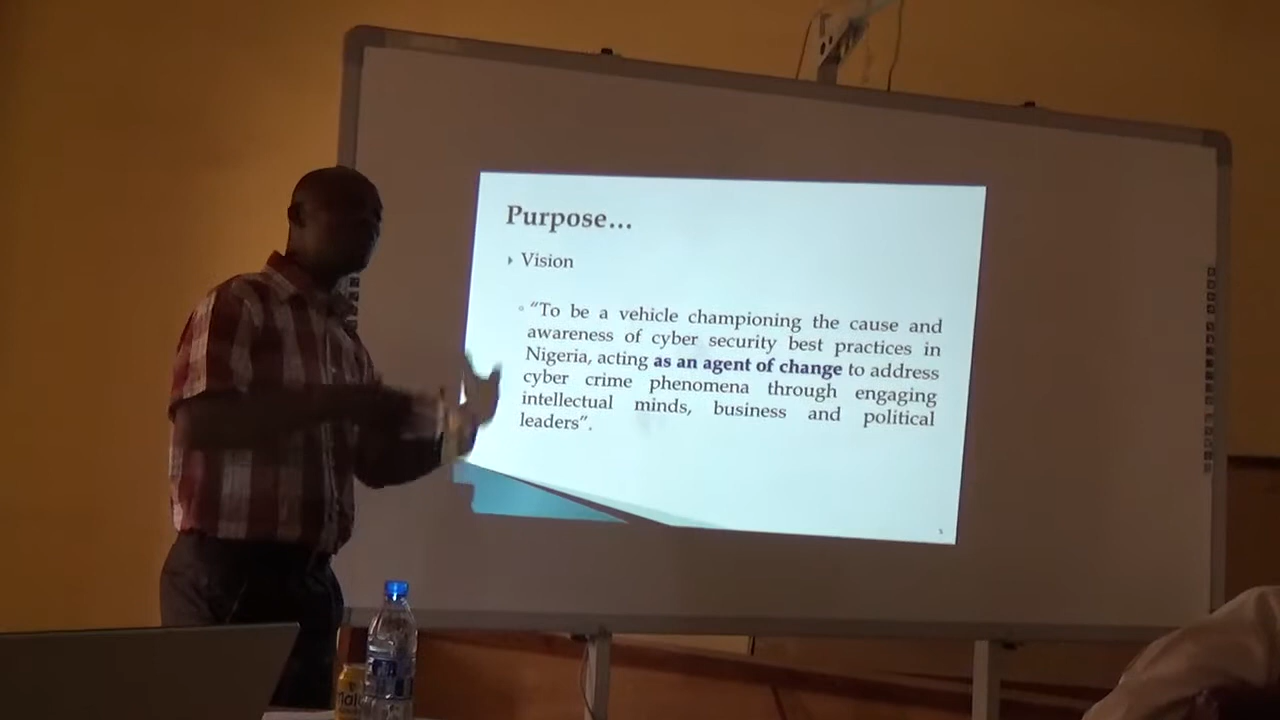 Purpose…
Vision
“To be a vehicle championing the cause and
awareness of cyber security best practices in
Nigeria, acting as an agent of change to address
cyber crime phenomena through engaging
intellectual minds, business and political
leaders”.
Mal